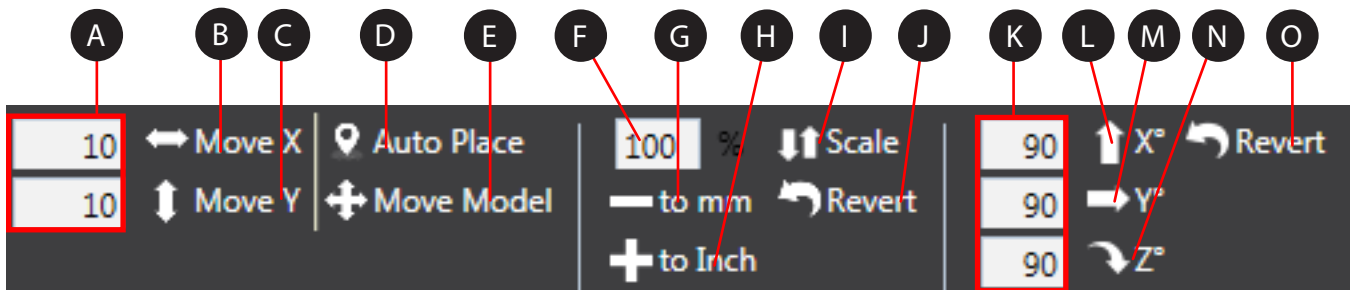 A B C D E F G H I J K L M N O
10 Move X Auto Place 100 % Scale 90 X° Revert
10 Move Y Move Model to mm Revert 90 Y°
to Inch 90 Z°